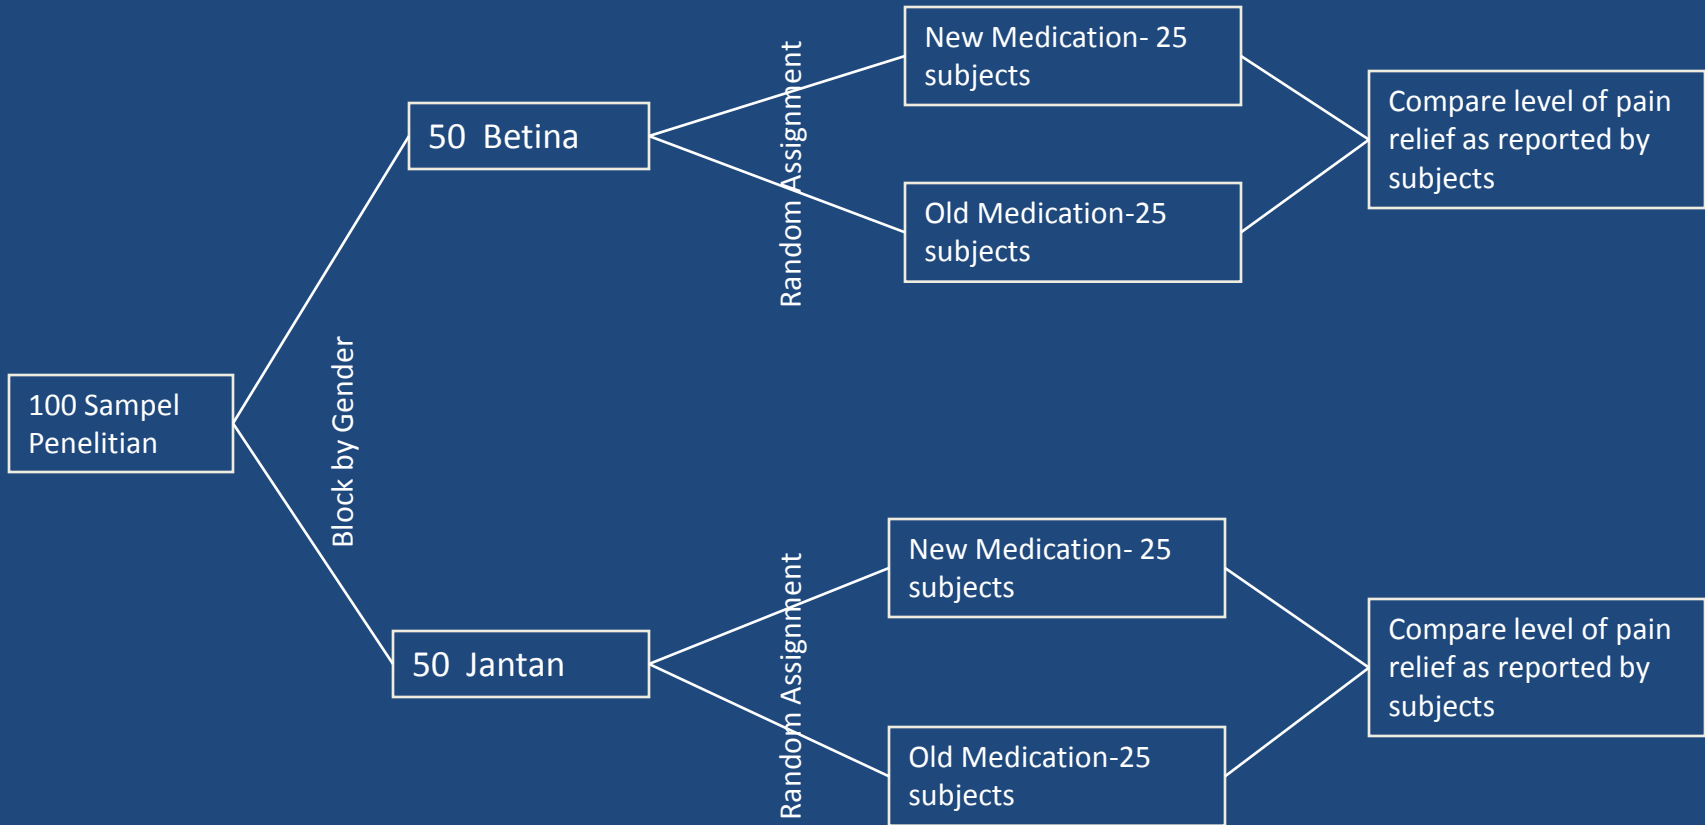 100 Sampel
Penelitian
Block by Gender
50 Betina
Random Assignment
New Medication- 25
subjects
Old Medication-25
subjects
Compare level of pain
relief as reported by
subjects
50 Jantan
Random Assignment
New Medication- 25
subjects
Old Medication-25
subjects
Compare level of pain
relief as reported by
subjects